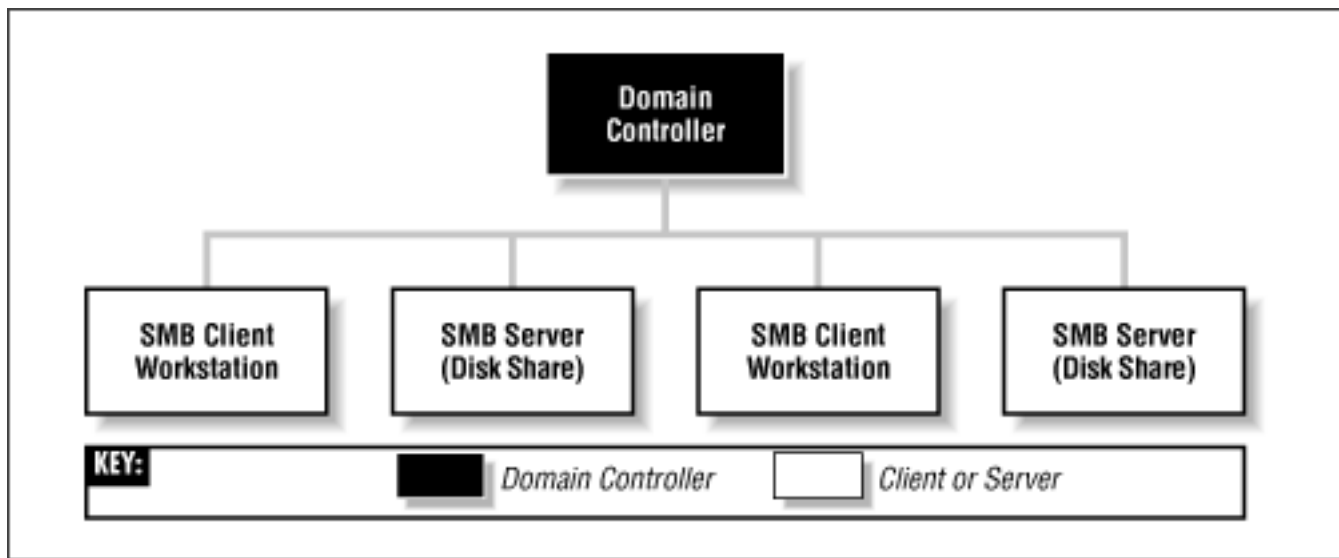 Domain
Controller
SMB Client
Workstation
SMB Server
(Disk Share)
SMB Client
Workstation
SMB Server
(Disk Share)
KEY:
Domain Controller
Client or Server